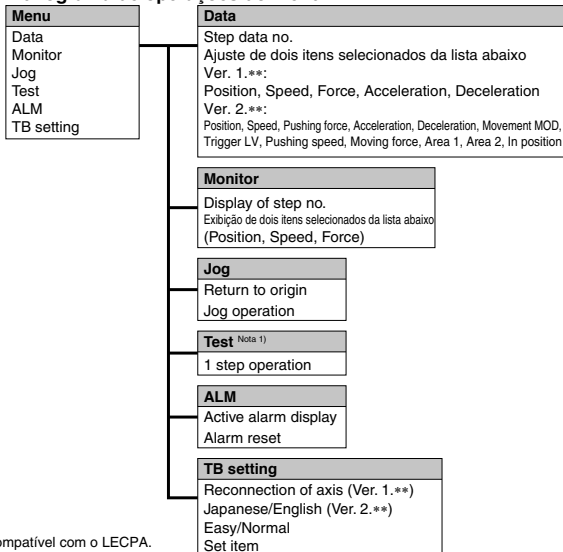 Menu
Data
Monitor
Jog
Test
ALM
TB setting
Data
Step data no.
Ajuste de dois itens selecionados da lista abaixo
Ver. 1.**:
Position, Speed, Force, Acceleration, Deceleration
Ver. 2.**:
Position, Speed, Pushing force, Acceleration, Deceleration, Movement MOD,
Trigger LV, Pushing speed, Moving force, Area 1, Area 2, In position
Monitor
Display of step no.
Exibição de dois itens selecionados da lista abaixo
(Position, Speed, Force)
Jog
Return to origin
Jog operation
Test Nota 1)
1 step operation
ALM
Active alarm display
Alarm reset
TB setting
Reconnection of axis (Ver. 1.**)
Japanese/English (Ver. 2.**)
Easy/Normal
Set item
com o LECPA.